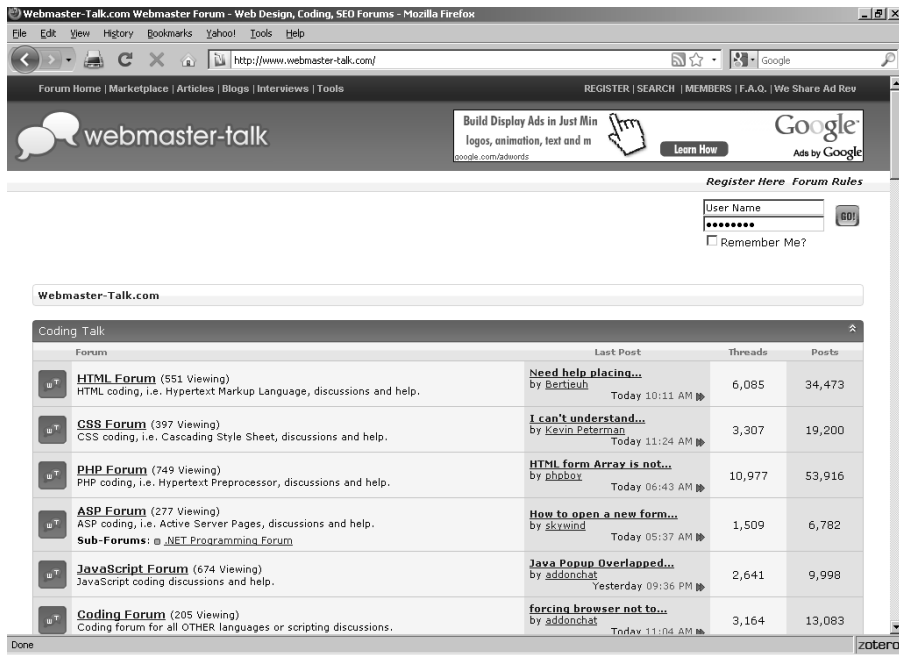 Webmaster-Talk.com Webmaster Forum - Web Design, Coding, SEO Forums - Mozilla Firefox
File Edit View History Bookmarks Yahoo! Tools Help
http://www.webmaster-talk.com/ Google
Forum Home | Marketplace | Articles | Blogs | Interviews | Tools REGISTER | SEARCH | MEMBERS | F.A.Q. | We Share Ad Rev
webmaster-talk
Build Display Ads in Just Min
logos, animation, text and m
google.com/adwords
Learn How
Google
Ads by Google
Register Here Forum Rules
User Name
GO!
Remember Me?
Webmaster-Talk.com
Coding Talk
Forum Last Post Threads Posts
HTML Forum (551 Viewing)
HTML coding, i.e. Hypertext Markup Language, discussions and help.
Need help placing...
by Bertieuh
Today 10:11 AM
6,085 34,473
CSS Forum (397 Viewing)
CSS coding, i.e. Cascading Style Sheet, discussions and help.
I can't understand...
by Kevin Peterman
Today 11:24 AM
3,307 19,200
PHP Forum (749 Viewing)
PHP coding, i.e. Hypertext Preprocessor, discussions and help.
HTML form Array is not...
by phpboy
Today 06:43 AM
10,977 53,916
ASP Forum (277 Viewing)
ASP coding, i.e. Active Server Pages, discussions and help.
Sub-Forums: .NET Programming Forum
How to open a new form...
by skywind
Today 05:37 AM
1,509 6,782
JavaScript Forum (674 Viewing)
JavaScript coding discussions and help.
Java Popup Overlapped...
by addonchat
Yesterday 09:36 PM
2,641 9,998
Coding Forum (205 Viewing)
Coding forum for all OTHER languages or scripting discussions.
forcing browser not to...
by addonchat
Today 11:04 AM
3,164 13,083
Done zotero